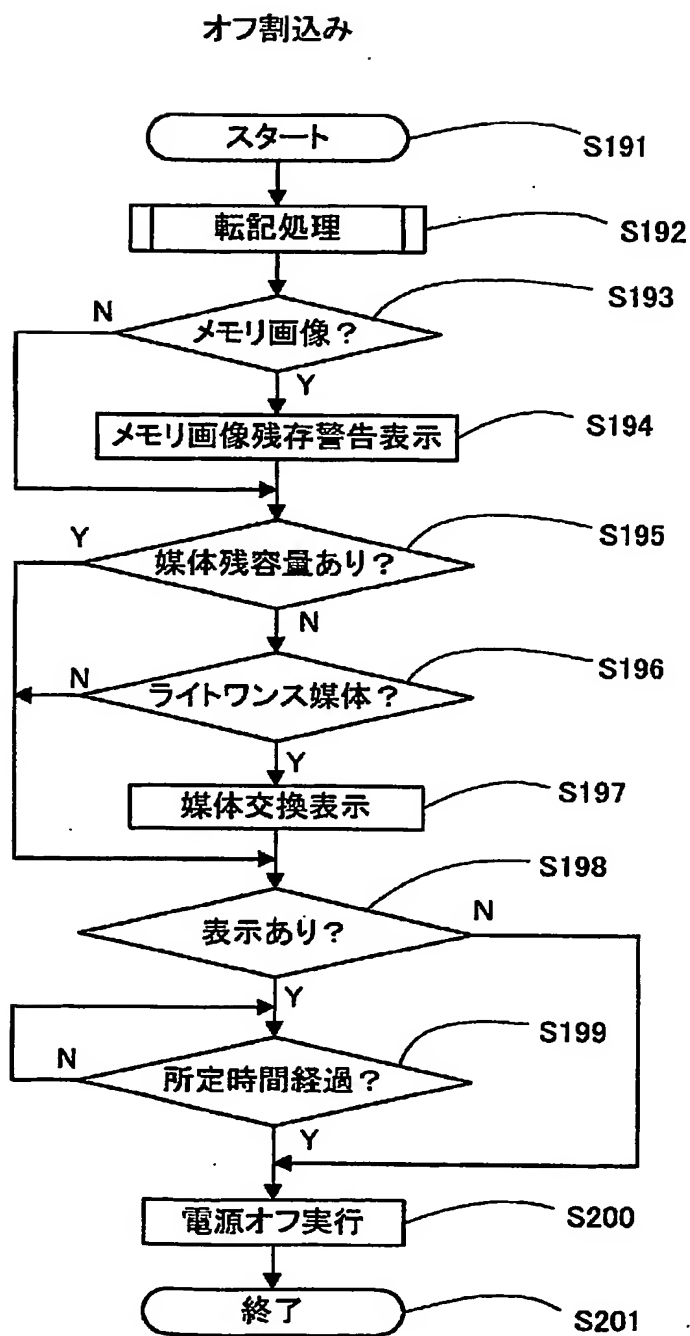 オフ割込み
スタート
S191
転記処理
S192
S193
N
メモリ画像?
Y
メモリ画像残存警告表示
S194
S195
Y
媒体残容量あり?
N
S196
N
ライトワンス媒体?
Y
媒体交換表示
S197
S198
N
表示あり?
Y
S199
N
所定時間経過?
Y
電源オフ実行
S200
終了
S201